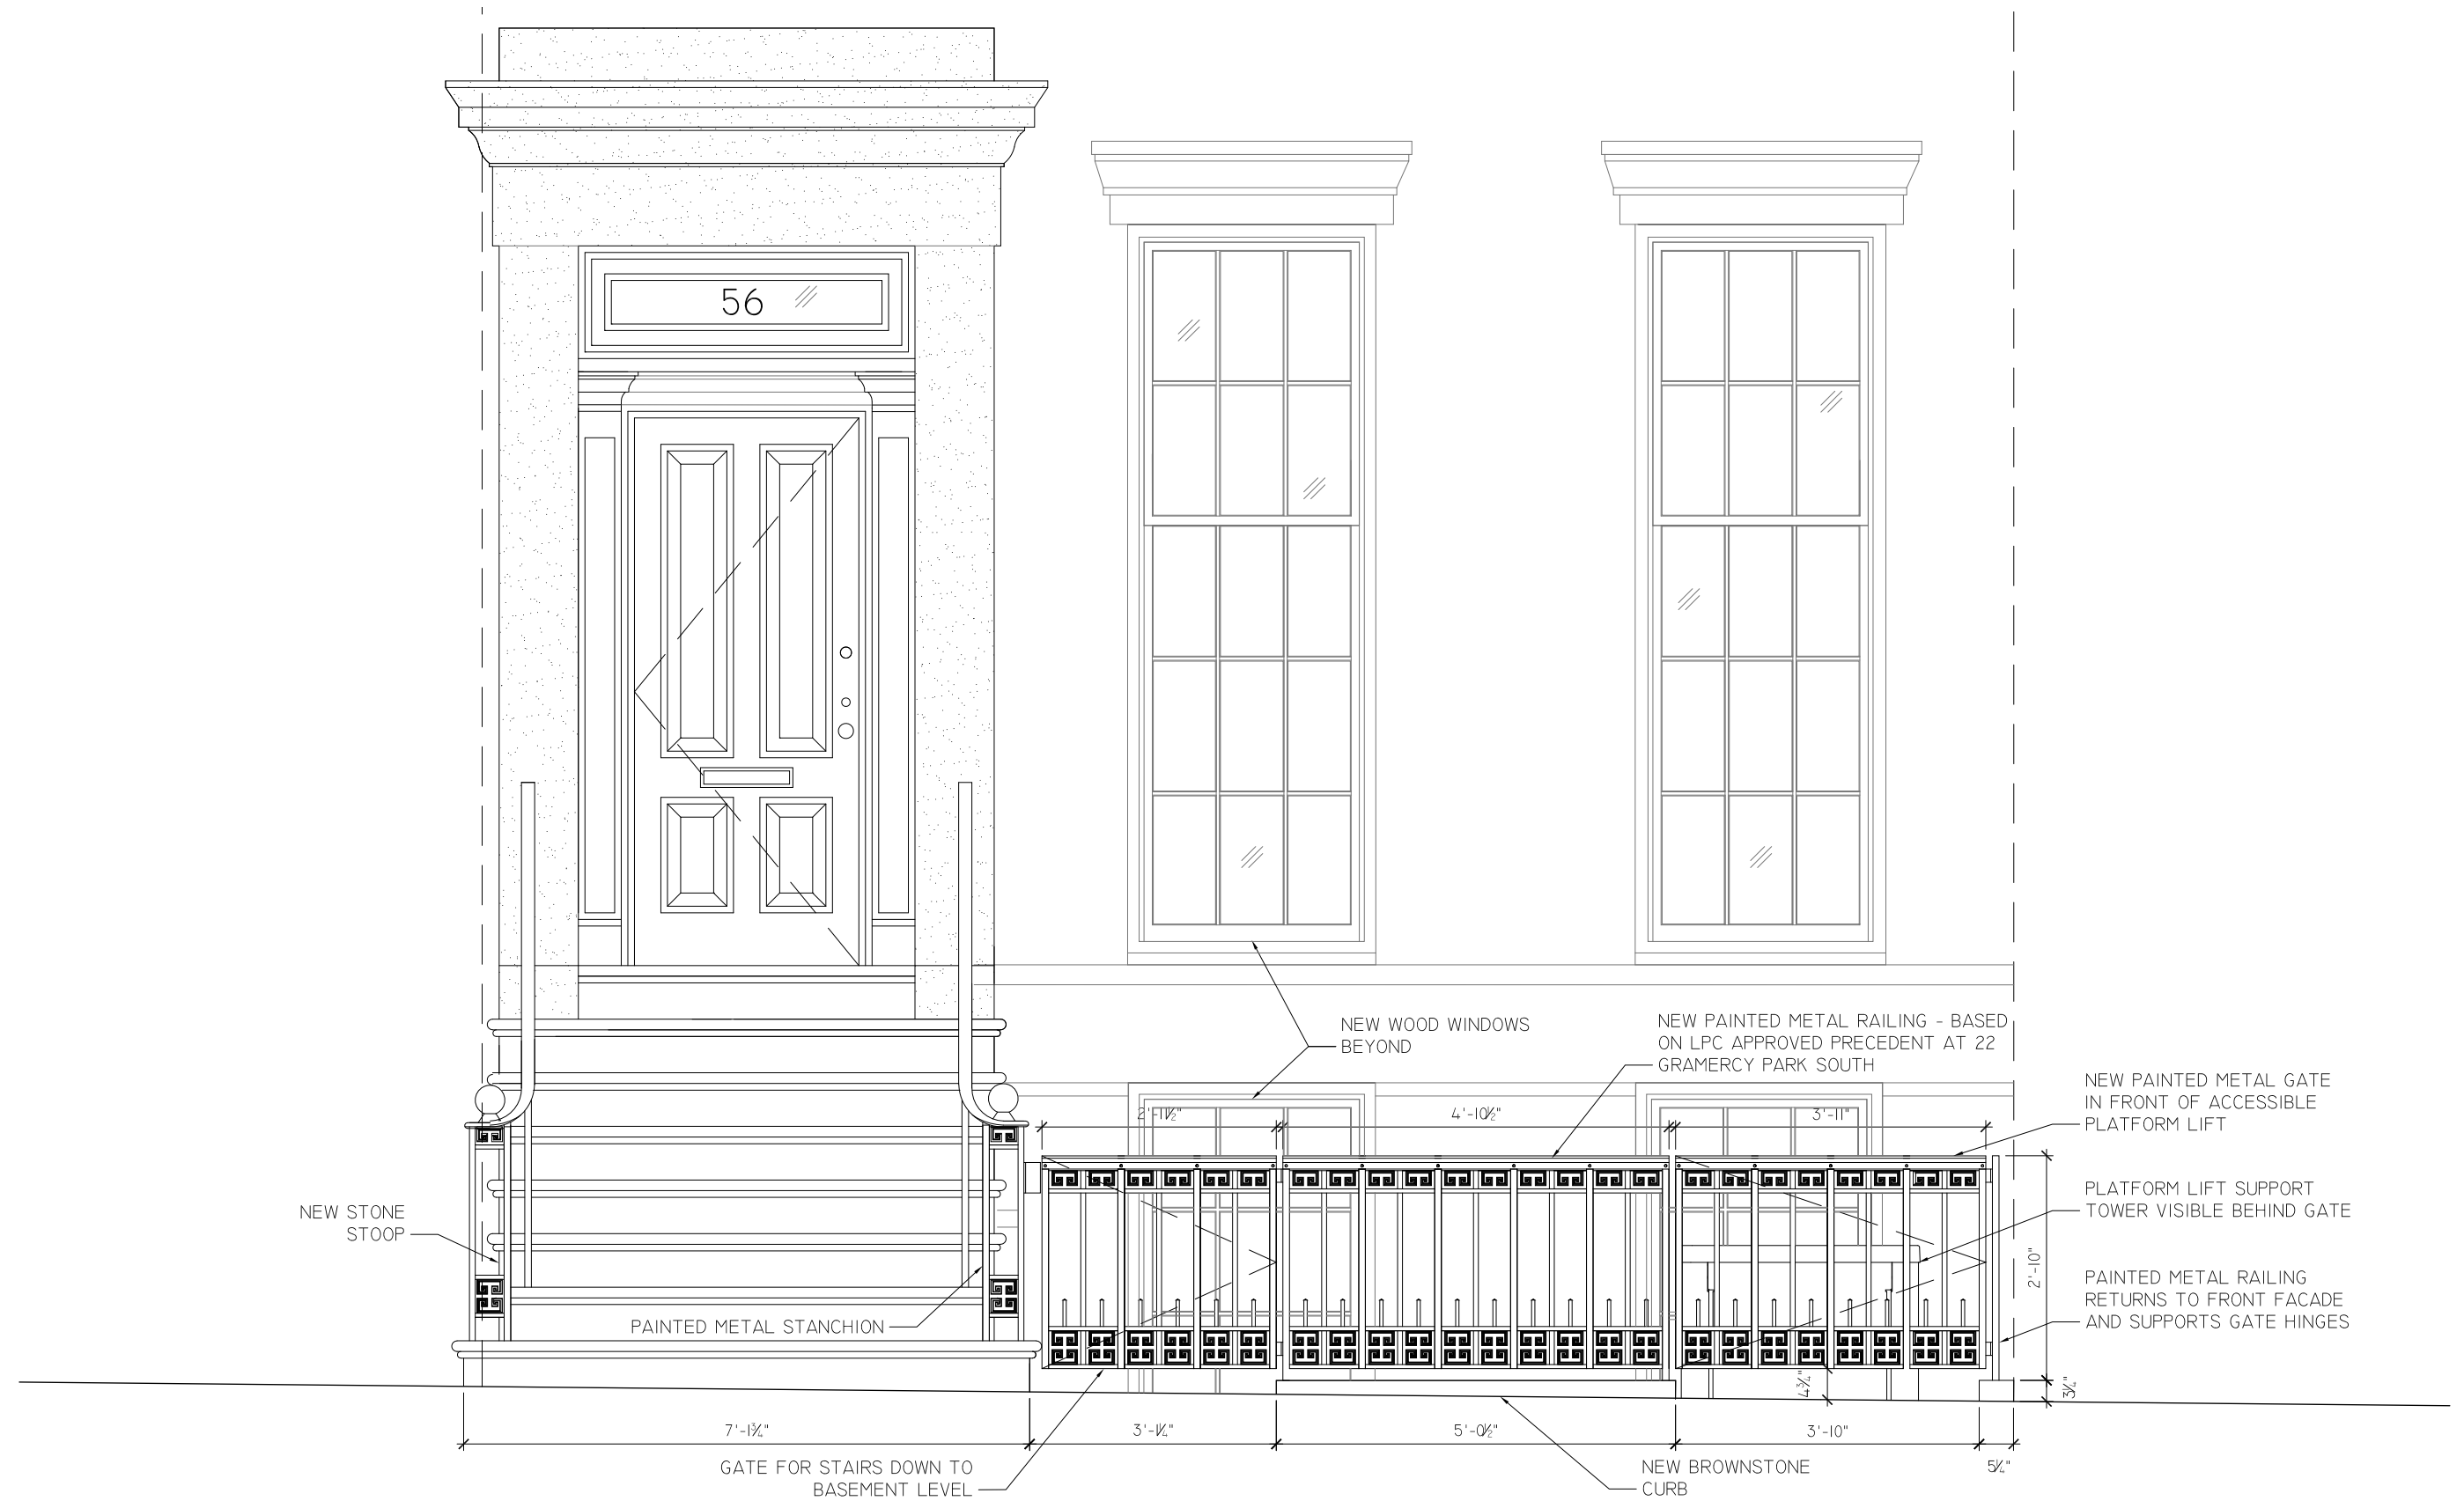 56
NEW WOOD WINDOWS
BEYOND
NEW PAINTED METAL RAILING - BASED
ON LPC APPROVED PRECEDENT AT 22
GRAMERCY PARK SOUTH
NEW PAINTED METAL GATE
IN FRONT OF ACCESSIBLE
PLATFORM LIFT
2'-11½"
4'-10½"
3'-11"
PLATFORM LIFT SUPPORT
TOWER VISIBLE BEHIND GATE
NEW STONE
STOOP
2'-10"
PAINTED METAL RAILING
RETURNS TO FRONT FACADE
AND SUPPORTS GATE HINGES
PAINTED METAL STANCHION
4¾"
3¼"
7'-1¾"
3'-1¼"
5'-0½"
3'-10"
5¼"
GATE FOR STAIRS DOWN TO
BASEMENT LEVEL
NEW BROWNSTONE
CURB